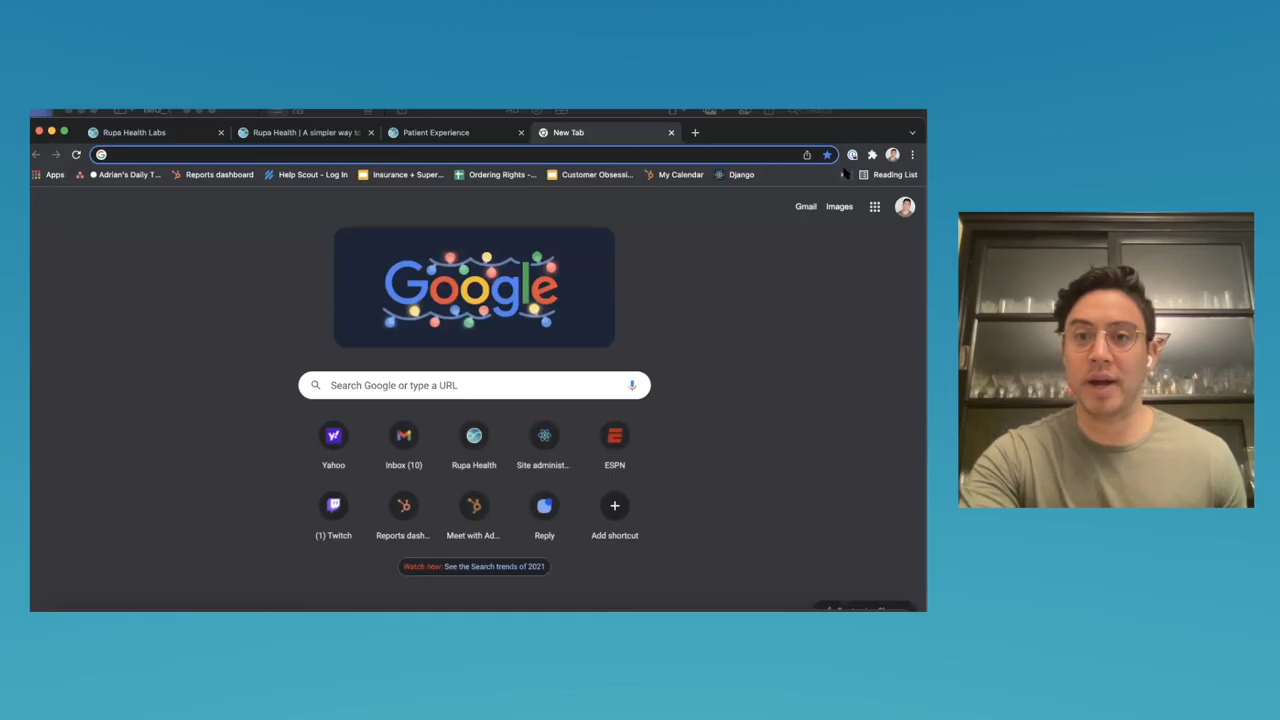 Rupa Health Labs
Rupa Health | A simpler way to
Patient Experience
New Tab
Apps
Adrian's Daily T...
Reports dashboard
Help Scout - Log In
Insurance + Super...
Ordering Rights -...
Customer Obsessi...
My Calendar
Django
Reading List
Gmail
Images
Google
Search Google or type a URL
Yahoo
Inbox (10)
Rupa Health
Site administ...
ESPN
(1) Twitch
Reports dash...
Meet with Ad...
Reply
Add shortcut
Watch now: See the Search trends of 2021